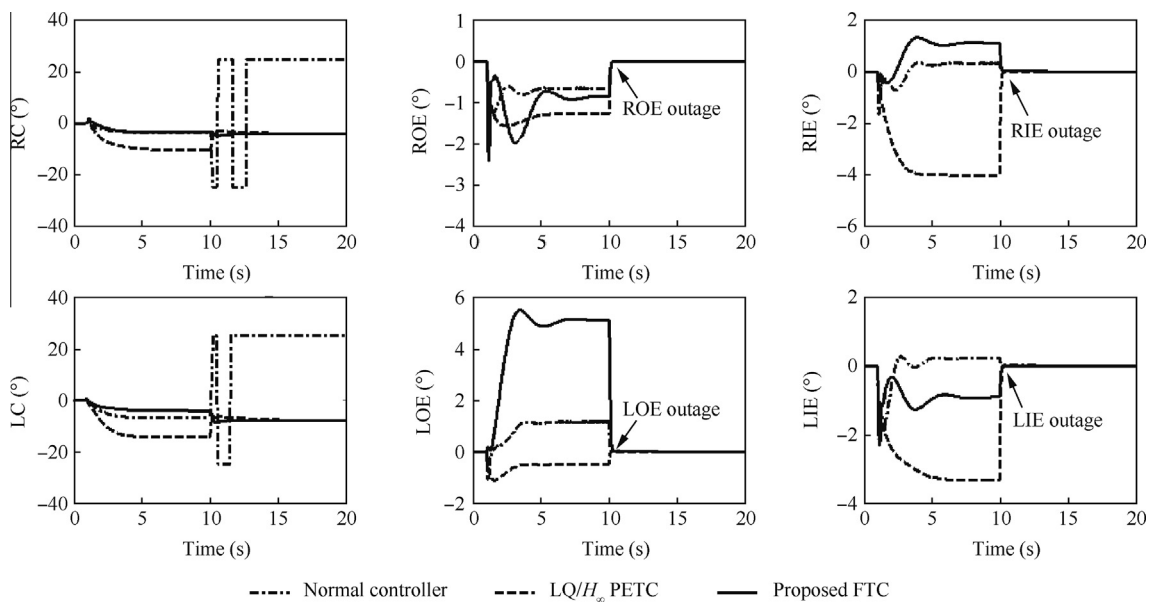 RC (°)
40
20
0
−20
−40
0 5 10 15 20
Time (s)
ROE (°)
1
0
−1
−2
−3
−4
ROE outage
0 5 10 15 20
Time (s)
RIE (°)
2
0
−2
−4
−6
RIE outage
0 5 10 15 20
Time (s)
LC (°)
40
20
0
−20
−40
0 5 10 15 20
Time (s)
LOE (°)
6
4
2
0
−2
LOE outage
0 5 10 15 20
Time (s)
LIE (°)
2
0
−2
−4
LIE outage
0 5 10 15 20
Time (s)
Normal controller LQ/H∞ PETC Proposed FTC